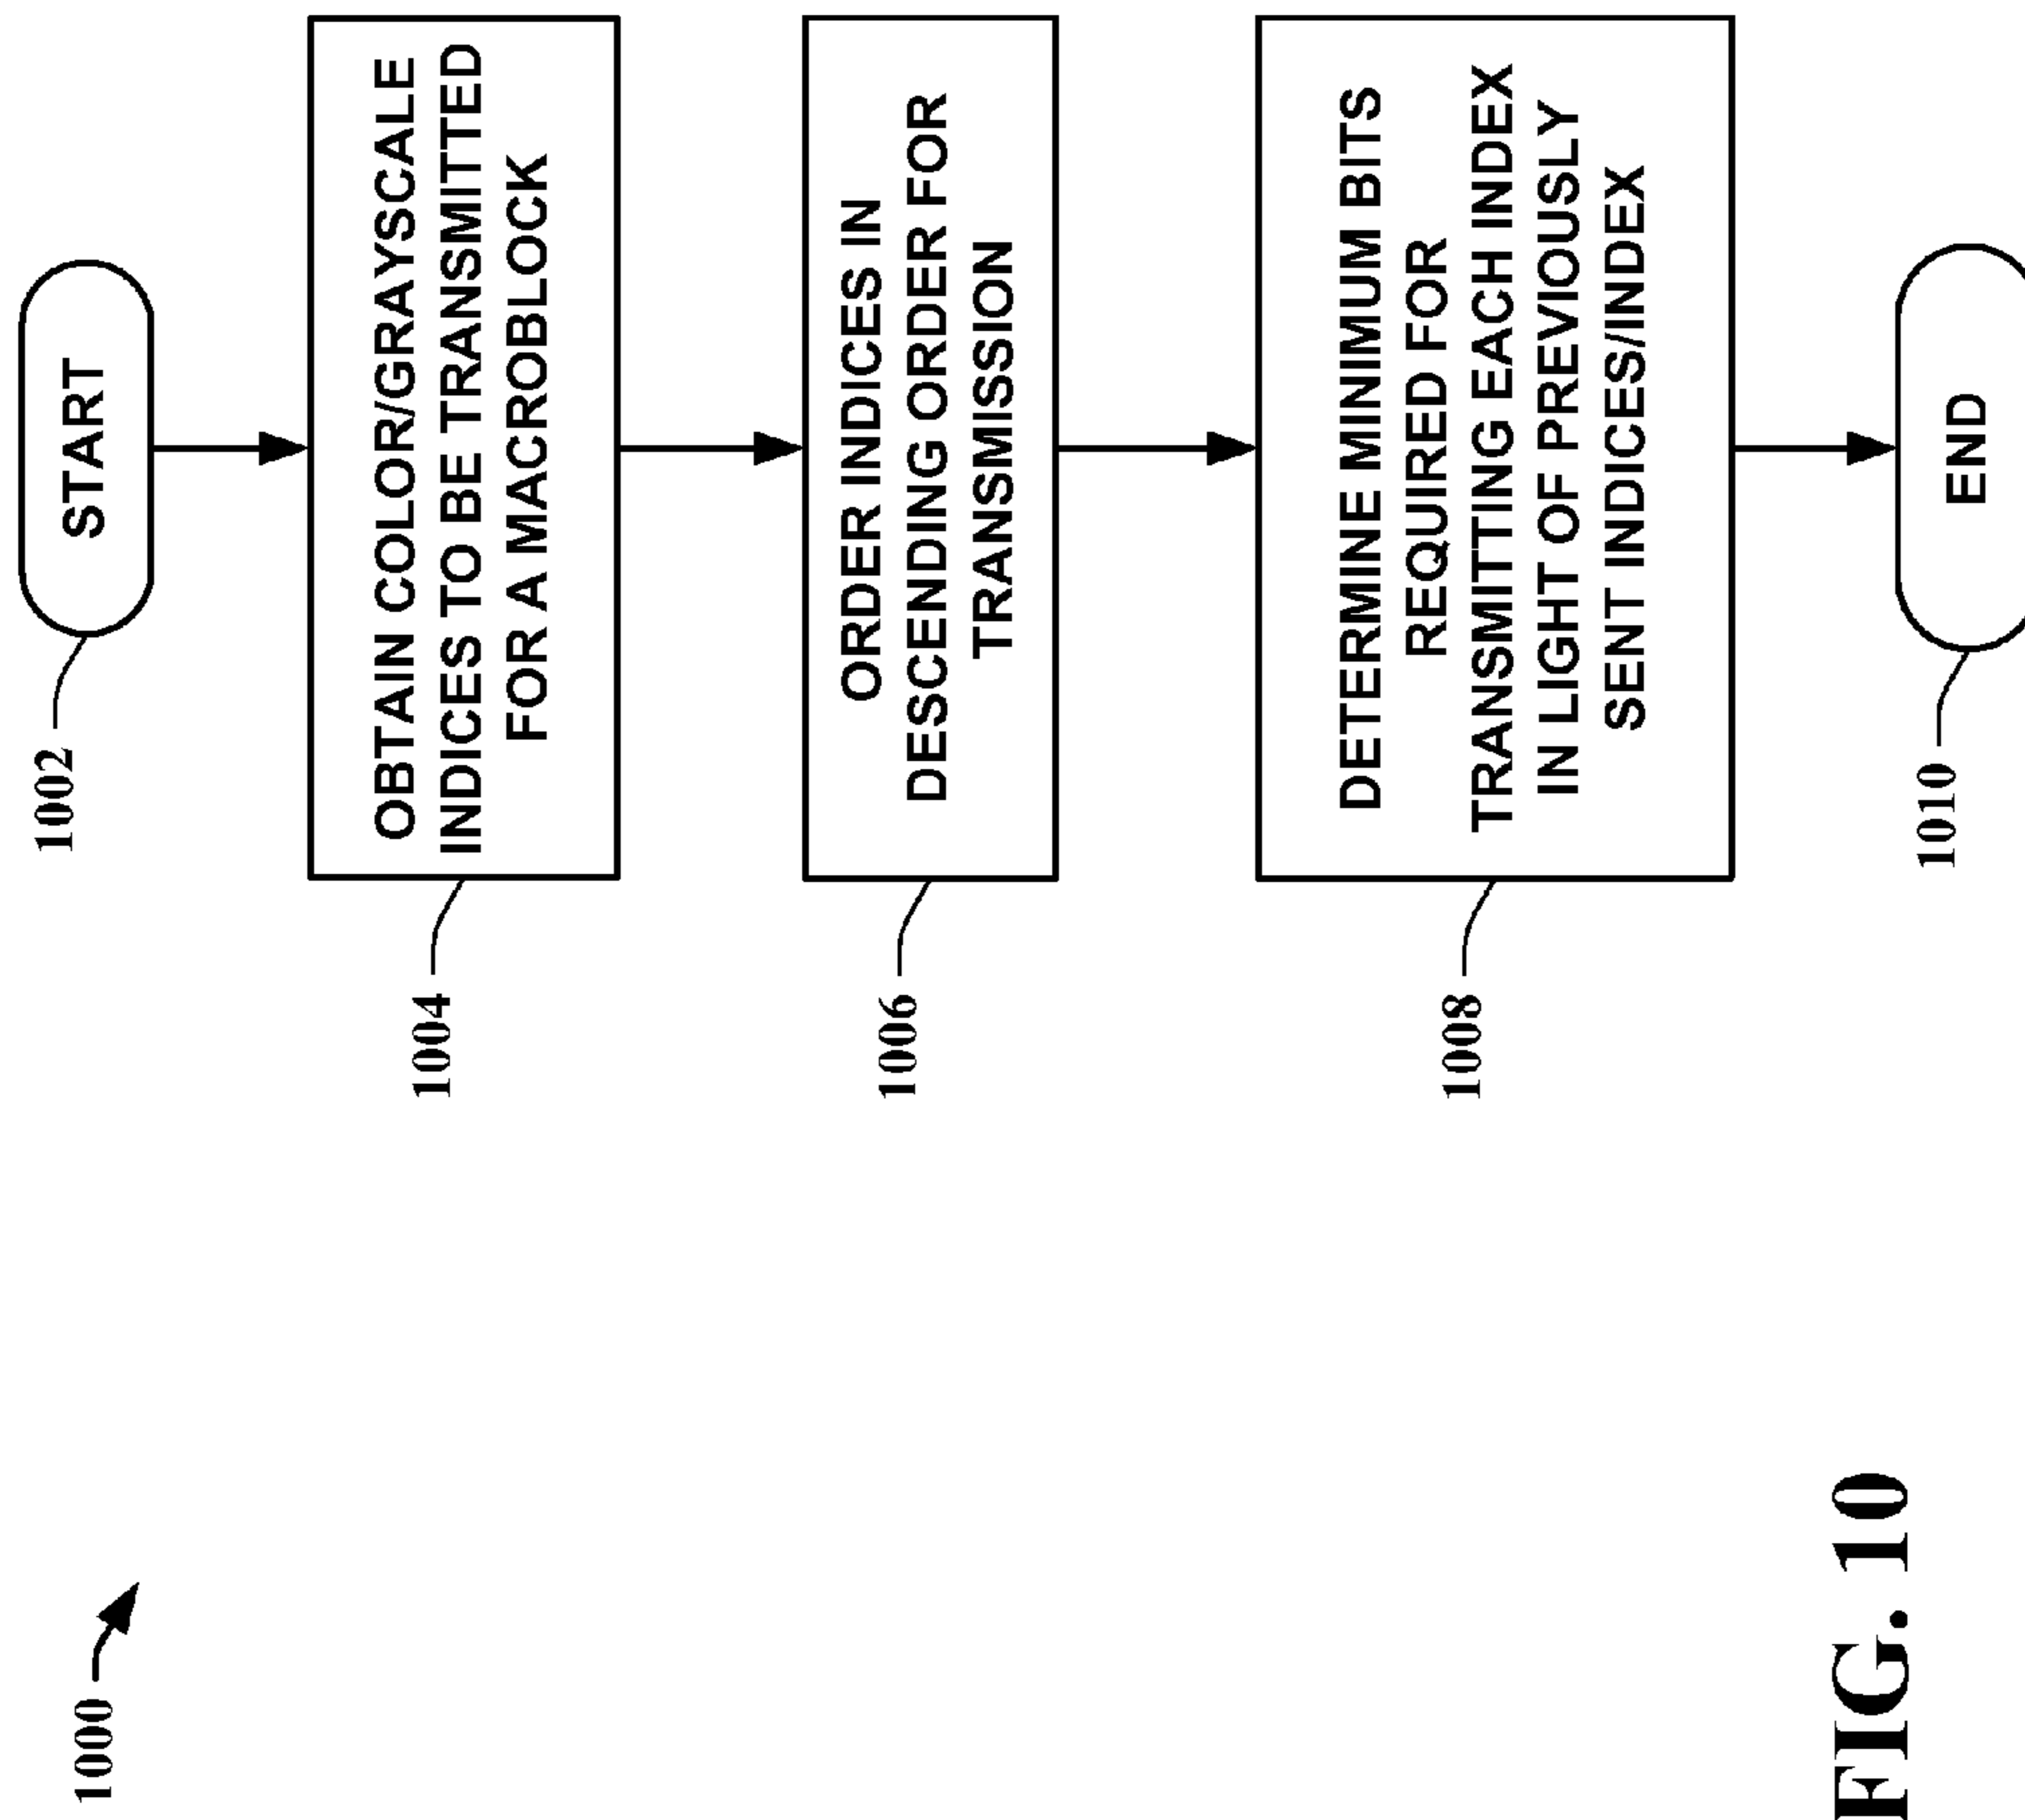 1000
1002
START
1004
OBTAIN COLOR/GRAYSCALE
INDICES TO BE TRANSMITTED
FOR A MACROBLOCK
1006
ORDER INDICES IN
DESCENDING ORDER FOR
TRANSMISSION
1008
DETERMINE MINIMUM BITS
REQUIRED FOR
TRANSMITTING EACH INDEX
IN LIGHT OF PREVIOUSLY
SENT INDICES/INDEX
1010
END
FIG. 10